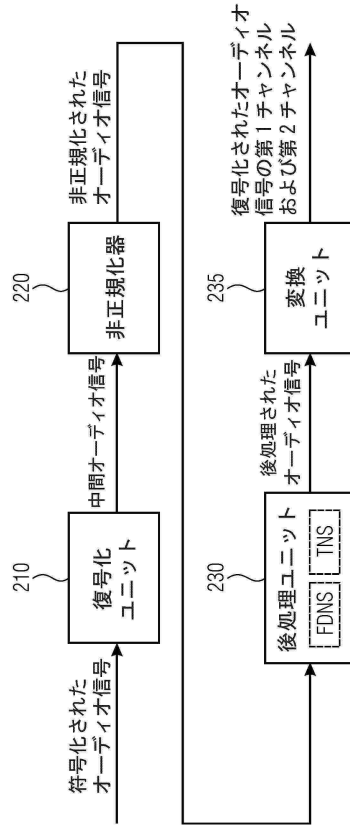 符号化された
オーディオ信号
210
復号化
ユニット
中間オーディオ信号
220
非正規化器
非正規化された
オーディオ信号
230
後処理ユニット
FDNS
TNS
後処理された
オーディオ信号
235
変換
ユニット
復号化されたオーディオ
信号の第1チャンネル
および第2チャンネル